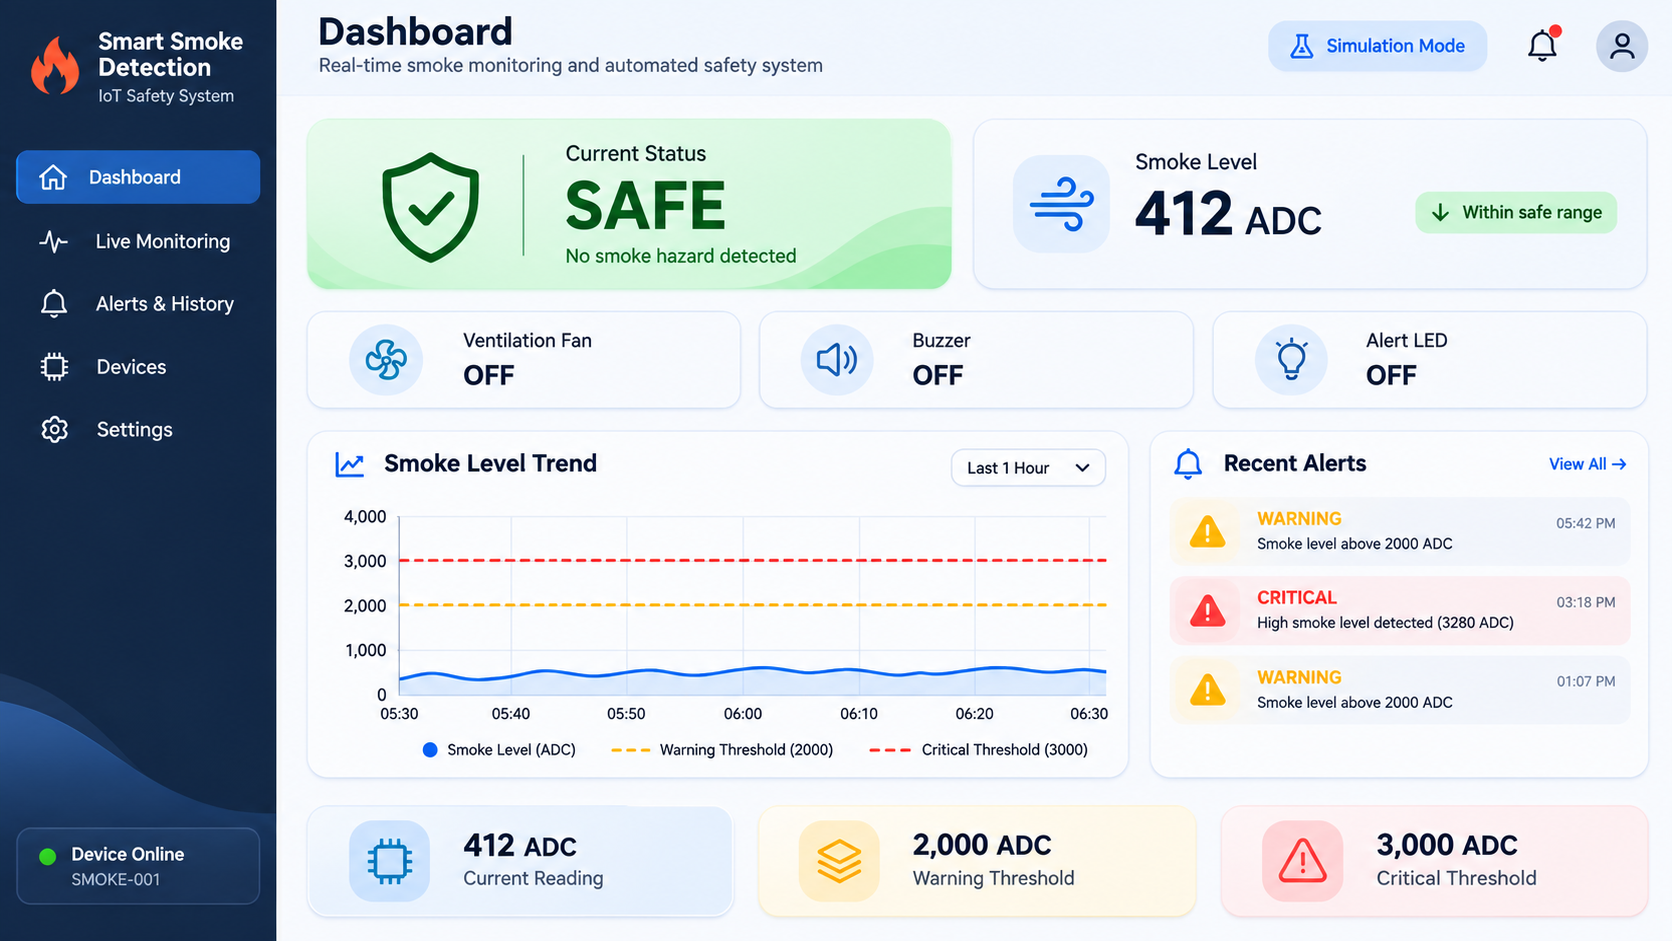 Smart Smoke
Detection
IoT Safety System
Dashboard
Live Monitoring
Alerts & History
Devices
Settings
Device Online
SMOKE-001
Dashboard
Real-time smoke monitoring and automated safety system
Simulation Mode
Current Status
SAFE
No smoke hazard detected
Smoke Level
412 ADC
Within safe range
Ventilation Fan
OFF
Buzzer
OFF
Alert LED
OFF
Smoke Level Trend
Last 1 Hour
4,000
3,000
2,000
1,000
0
05:30 05:40 05:50 06:00 06:10 06:20 06:30
Smoke Level (ADC) Warning Threshold (2000) Critical Threshold (3000)
Recent Alerts
View All →
WARNING
05:42 PM
Smoke level above 2000 ADC
CRITICAL
03:18 PM
High smoke level detected (3280 ADC)
WARNING
01:07 PM
Smoke level above 2000 ADC
412 ADC
Current Reading
2,000 ADC
Warning Threshold
3,000 ADC
Critical Threshold